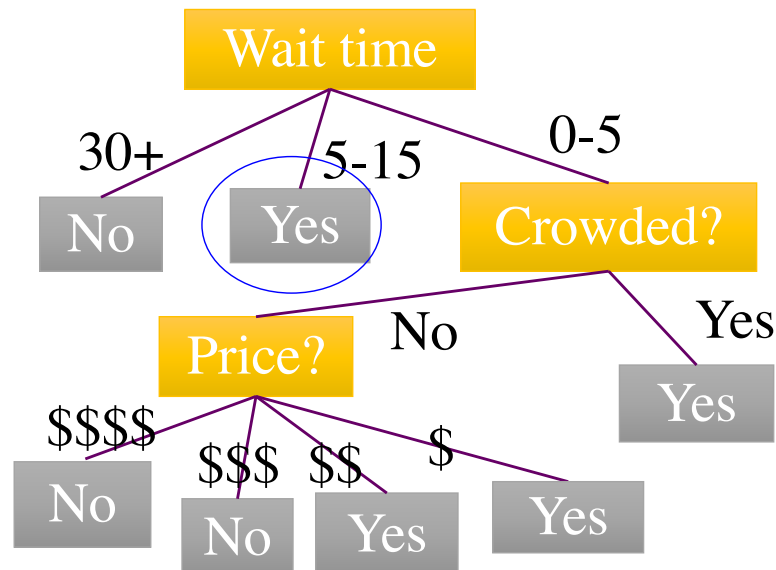 Wait time
30+
5-15
0-5
No
Yes
Crowded?
No
Yes
Price?
Yes
$$$$
$$$
$$
$
No
No
Yes
Yes